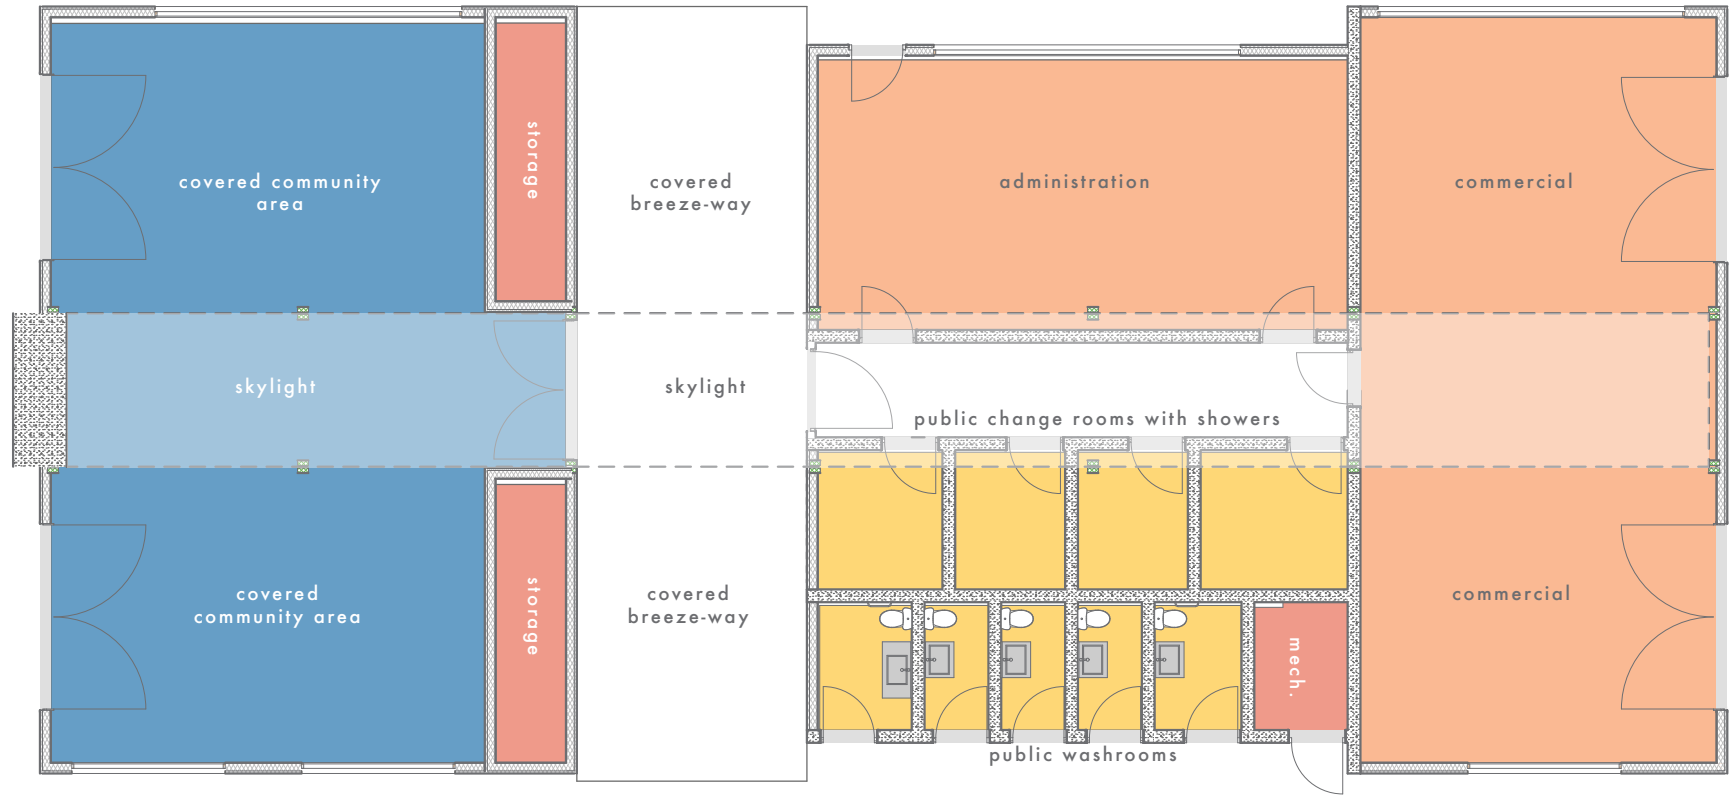 covered community
area
storage
covered
breeze-way
administration
commercial
skylight
skylight
public change rooms with showers
covered
community area
storage
covered
breeze-way
mech.
commercial
public washrooms